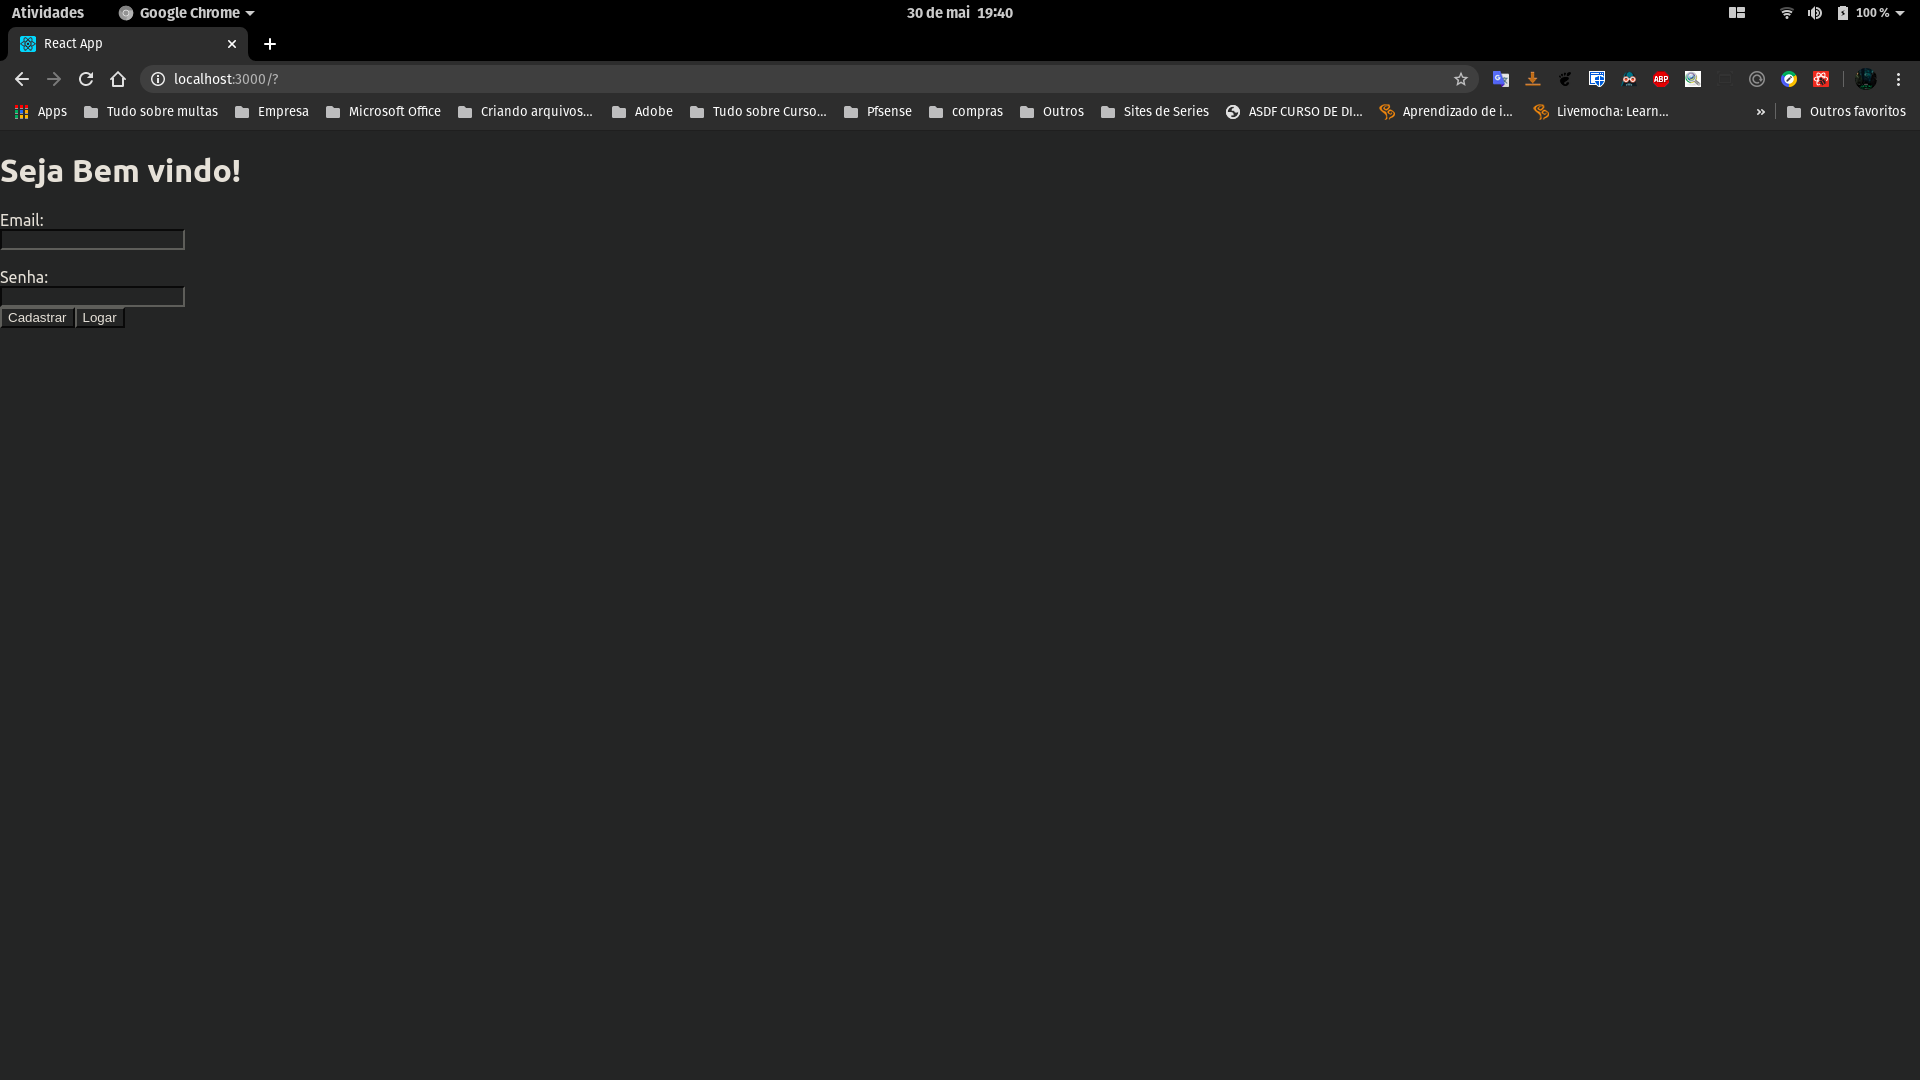 Atividades Google Chrome 30 de mai 19:40 100 %
React App
localhost:3000/?
Apps Tudo sobre multas Empresa Microsoft Office Criando arquivos... Adobe Tudo sobre Curso... Pfsense compras Outros Sites de Series ASDF CURSO DE DI... Aprendizado de i... Livemocha: Learn... » Outros favoritos
Seja Bem vindo!
Email:
Senha:
Cadastrar Logar